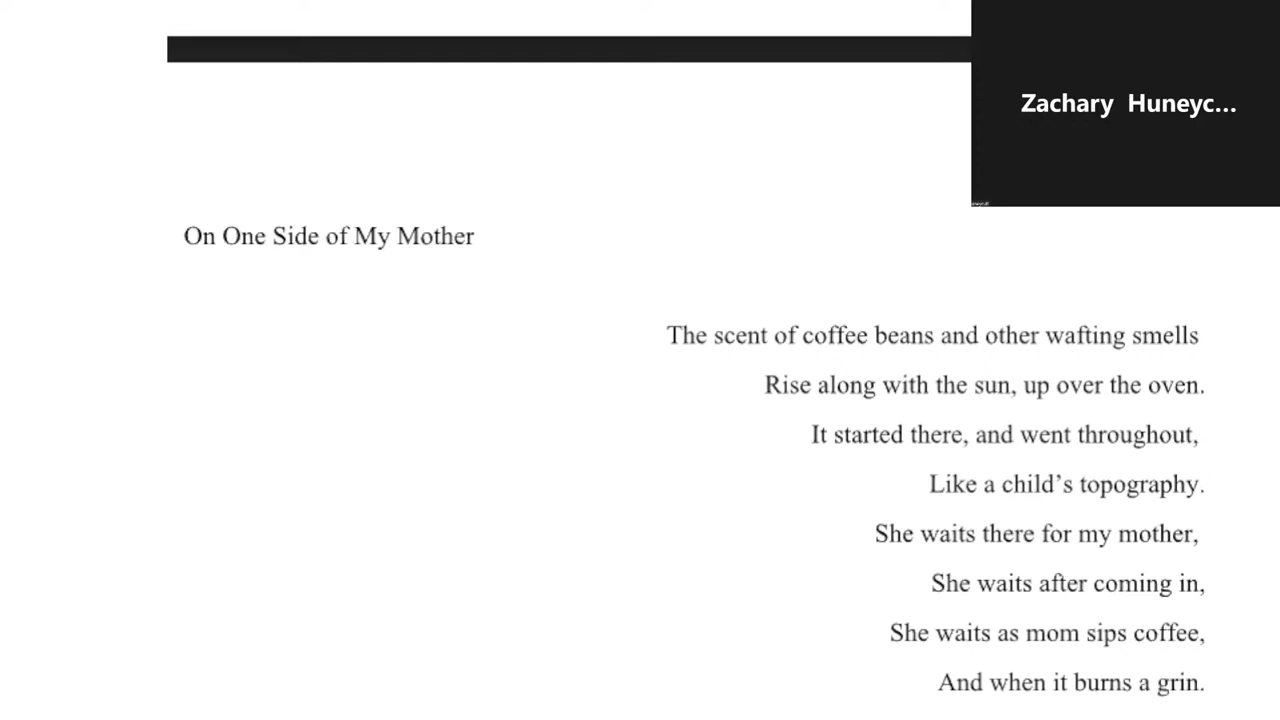 Zachary Huneyc...
On One Side of My Mother
The scent of coffee beans and other wafting smells
Rise along with the sun, up over the oven.
It started there, and went throughout,
Like a child’s topography.
She waits there for my mother,
She waits after coming in,
She waits as mom sips coffee,
And when it burns a grin.